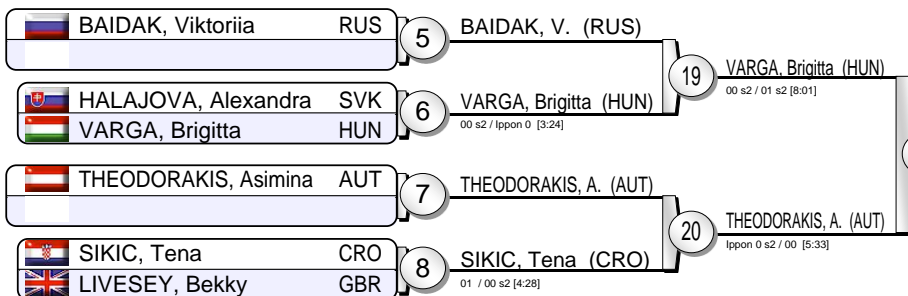 BAIDAK, Viktoriia RUS
5
BAIDAK, V. (RUS)
HALAJOVA, Alexandra SVK
VARGA, Brigitta HUN
6
VARGA, Brigitta (HUN)
00 s2 / Ippon 0 [3:24]
19
VARGA, Brigitta (HUN)
00 s2 / 01 s2 [8:01]
THEODORAKIS, Asimina AUT
7
THEODORAKIS, A. (AUT)
SIKIC, Tena CRO
LIVESEY, Bekky GBR
8
SIKIC, Tena (CRO)
01 / 00 s2 [4:28]
20
THEODORAKIS, A. (AUT)
Ippon 0 s2 / 00 [5:33]